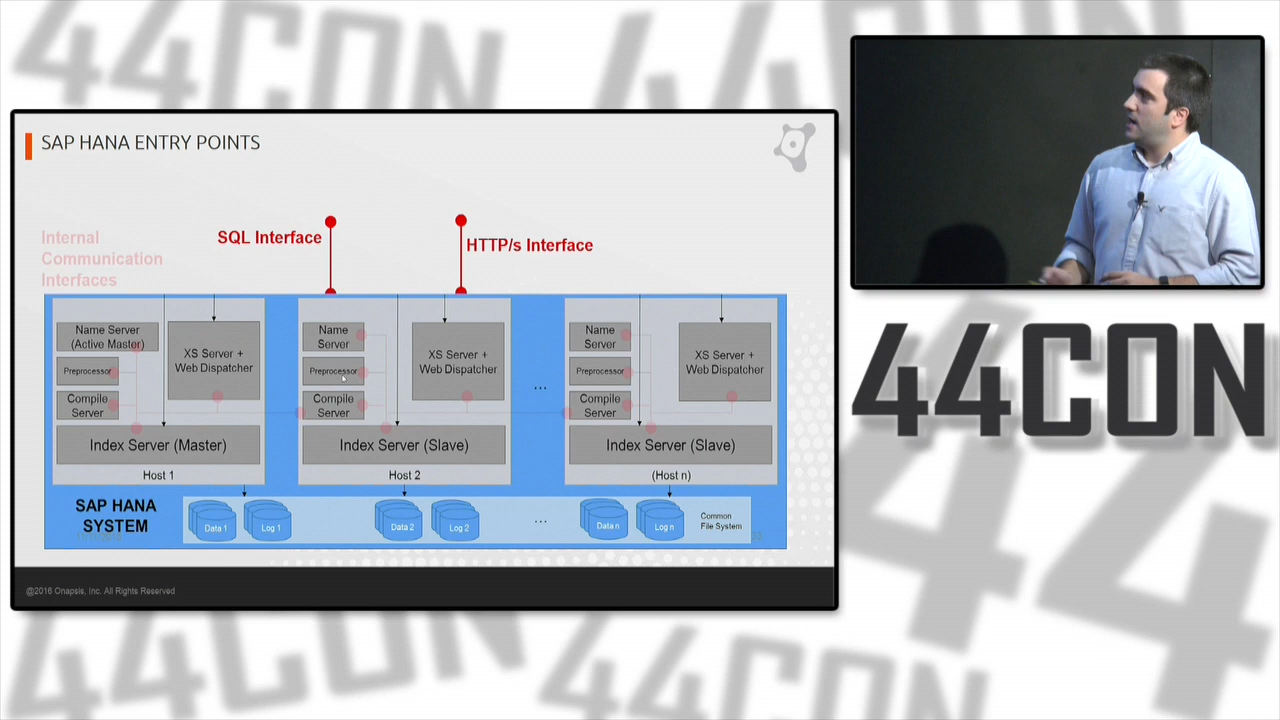 44CON
SAP HANA ENTRY POINTS
SQL Interface
HTTP/s Interface
Internal
Communication
Interfaces
Name Server
(Active Master)
Preprocessor
Compile
Server
XS Server +
Web Dispatcher
Index Server (Master)
Host 1
Name
Server
Preprocessor
Compile
Server
XS Server +
Web Dispatcher
Index Server (Slave)
Host 2
...
Name
Server
Preprocessor
Compile
Server
XS Server +
Web Dispatcher
Index Server (Slave)
(Host n)
SAP HANA
SYSTEM
Data 1
Log 1
Data 2
Log 2
...
Data n
Log n
Common
File System
@2016 Onapsis, Inc. All Rights Reserved
44CON
44CON
44
44CON
44CON